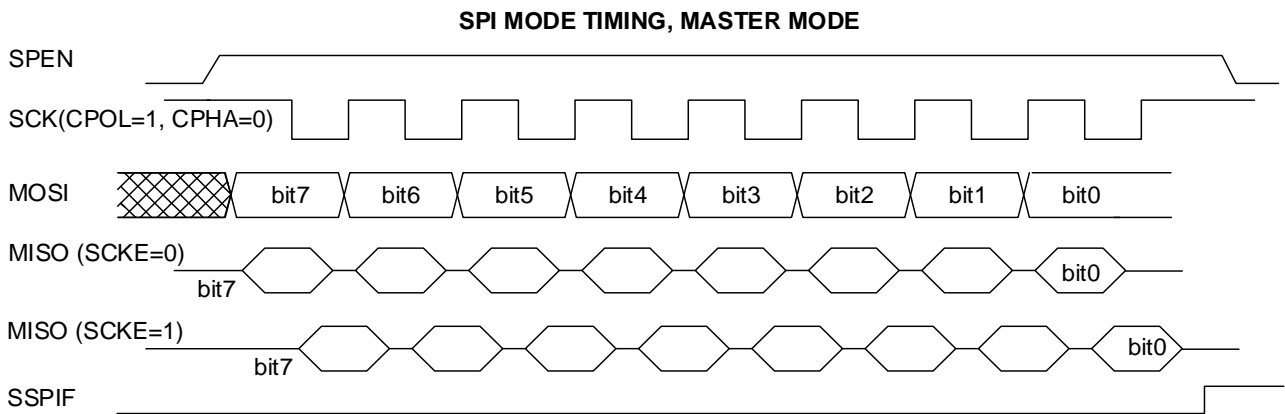 SPI MODE TIMING, MASTER MODE
SPEN
SCK(CPOL=1, CPHA=0)
MOSI bit7 bit6 bit5 bit4 bit3 bit2 bit1 bit0
MISO (SCKE=0)
bit7 bit0
MISO (SCKE=1)
bit7 bit0
SSPIF